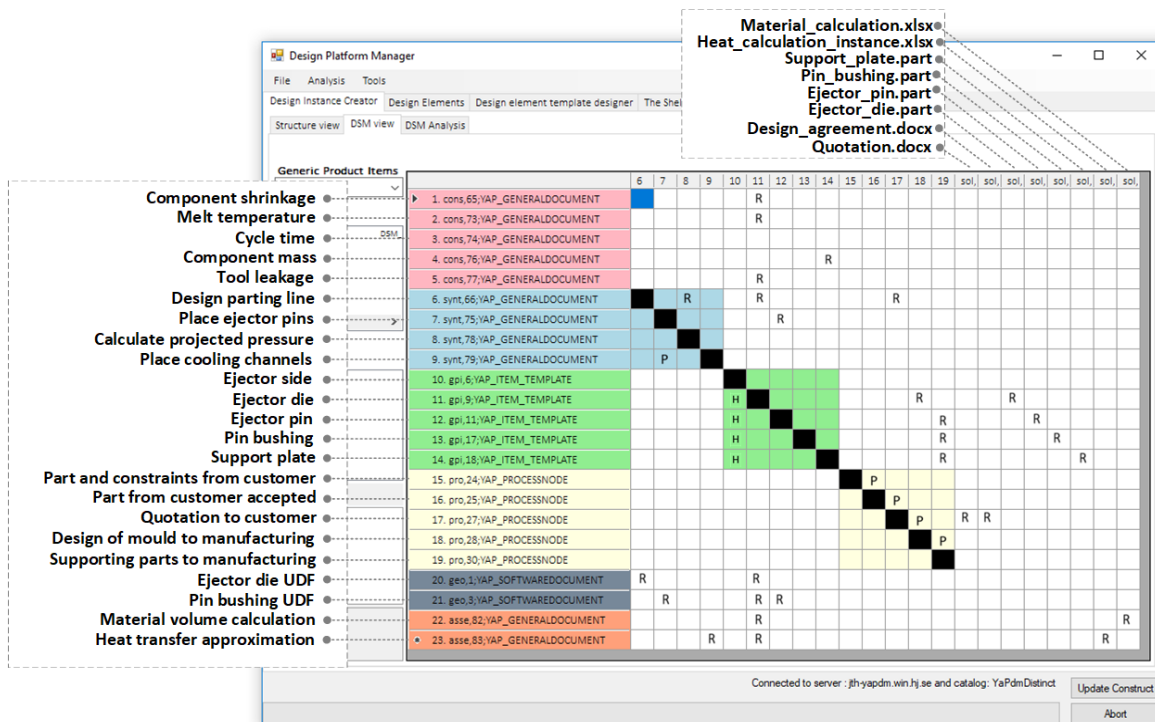 Material_calculation.xlsx
Heat_calculation_instance.xlsx
Support_plate.part
Pin_bushing.part
Ejector_pin.part
Ejector_die.part
Design_agreement.docx
Quotation.docx
Design Platform Manager
File Analysis Tools
Design Instance Creator Design Elements Design element template designer The Shel
Structure view DSM view DSM Analysis
Generic Product Items
DSM_
>
6 7 8 9 10 11 12 13 14 15 16 17 18 19 sol, sol, sol, sol, sol, sol, sol, sol,
Component shrinkage 1. cons,65;YAP_GENERALDOCUMENT R
Melt temperature 2. cons,73;YAP_GENERALDOCUMENT R
Cycle time 3. cons,74;YAP_GENERALDOCUMENT
Component mass 4. cons,76;YAP_GENERALDOCUMENT R
Tool leakage 5. cons,77;YAP_GENERALDOCUMENT R
Design parting line 6. synt,66;YAP_GENERALDOCUMENT R R R
Place ejector pins 7. synt,75;YAP_GENERALDOCUMENT R
Calculate projected pressure 8. synt,78;YAP_GENERALDOCUMENT
Place cooling channels 9. synt,79;YAP_GENERALDOCUMENT P
Ejector side 10. gpi,6;YAP_ITEM_TEMPLATE
Ejector die 11. gpi,9;YAP_ITEM_TEMPLATE H R R
Ejector pin 12. gpi,11;YAP_ITEM_TEMPLATE H R R
Pin bushing 13. gpi,17;YAP_ITEM_TEMPLATE H R R
Support plate 14. gpi,18;YAP_ITEM_TEMPLATE H R R
Part and constraints from customer 15. pro,24;YAP_PROCESSNODE P
Part from customer accepted 16. pro,25;YAP_PROCESSNODE P
Quotation to customer 17. pro,27;YAP_PROCESSNODE P R R
Design of mould to manufacturing 18. pro,28;YAP_PROCESSNODE P
Supporting parts to manufacturing 19. pro,30;YAP_PROCESSNODE
Ejector die UDF 20. geo,1;YAP_SOFTWAREDOCUMENT R R
Pin bushing UDF 21. geo,3;YAP_SOFTWAREDOCUMENT R R R
Material volume calculation 22. asse,82;YAP_GENERALDOCUMENT R R
Heat transfer approximation 23. asse,83;YAP_GENERALDOCUMENT R R R
Connected to server : jth-yapdm.win.hj.se and catalog: YaPdmDistinct
Update Construct
Abort